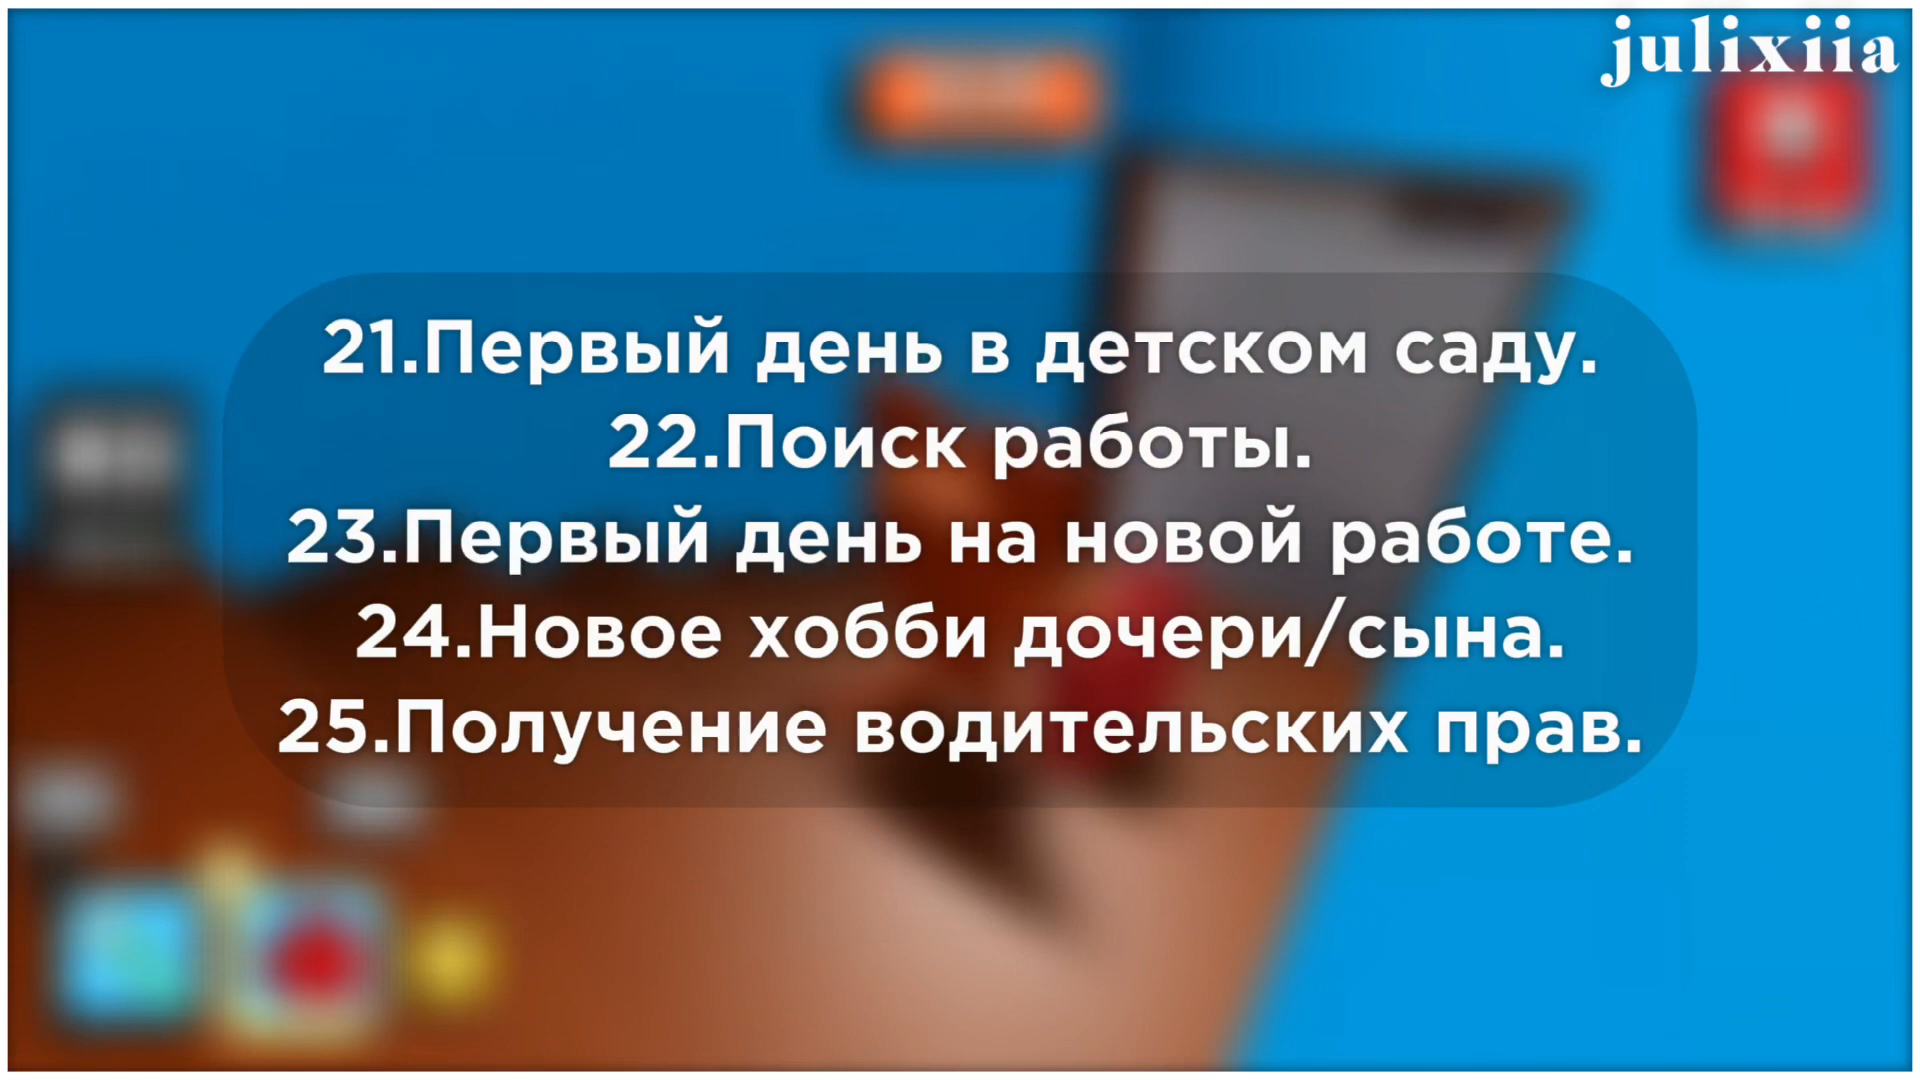 julixiia
21.Первый день в детском саду.
22.Поиск работы.
23.Первый день на новой работе.
24.Новое хобби дочери/сына.
25.Получение водительских прав.